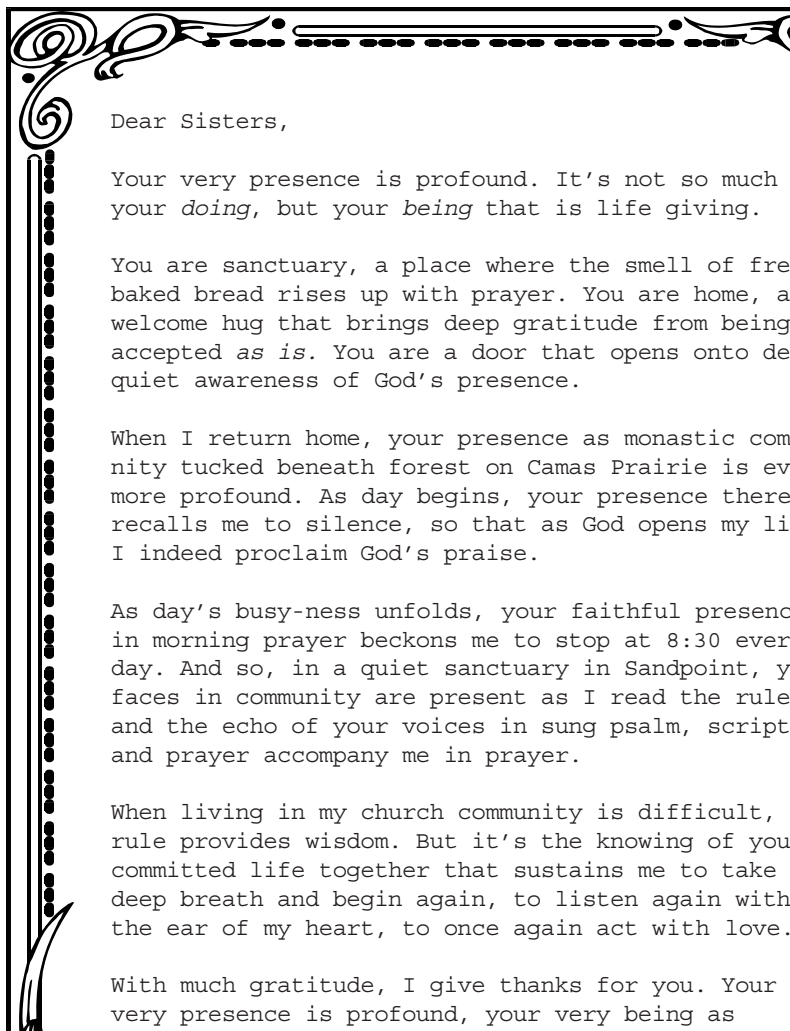 Dear Sisters,
Your very presence is profound. It’s not so much
your doing, but your being that is life giving.
You are sanctuary, a place where the smell of fre
baked bread rises up with prayer. You are home, a
welcome hug that brings deep gratitude from being
accepted as is. You are a door that opens onto de
quiet awareness of God’s presence.
When I return home, your presence as monastic com
nity tucked beneath forest on Camas Prairie is ev
more profound. As day begins, your presence there
recalls me to silence, so that as God opens my li
I indeed proclaim God’s praise.
As day’s busy-ness unfolds, your faithful presenc
in morning prayer beckons me to stop at 8:30 ever
day. And so, in a quiet sanctuary in Sandpoint, y
faces in community are present as I read the rule
and the echo of your voices in sung psalm, script
and prayer accompany me in prayer.
When living in my church community is difficult,
rule provides wisdom. But it’s the knowing of you
committed life together that sustains me to take
deep breath and begin again, to listen again with
the ear of my heart, to once again act with love.
With much gratitude, I give thanks for you. Your
very presence is profound, your very being as